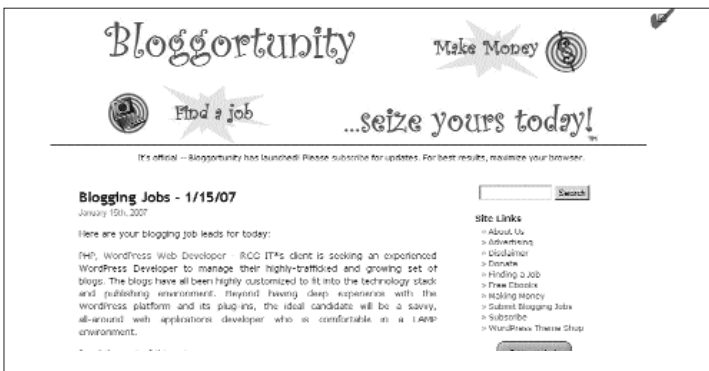 Bloggortunity
Make Money
Find a job
...seize yours today!
It's official -- Bloggortunity has launched! Please subscribe for updates. For best results, maximize your browser.
Blogging Jobs - 1/15/07
January 15th, 2007
Here are your blogging job leads for today:
PHP, WordPress Web Developer - RCG IT*s client is seeking an experienced
WordPress Developer to manage their highly-trafficked and growing set of
blogs. The blogs have all been highly customized to fit into the technology stack
and publishing environment. Beyond having deep experience with the
WordPress platform and its plug-ins, the ideal candidate will be a savvy,
all-around web applications developer who is comfortable in a LAMP
environment.
Search
Site Links
» About Us
» Advertising
» Disclaimer
» Donate
» Finding a Job
» Free Ebooks
» Making Money
» Submit Blogging Jobs
» Subscribe
» WordPress Theme Shop